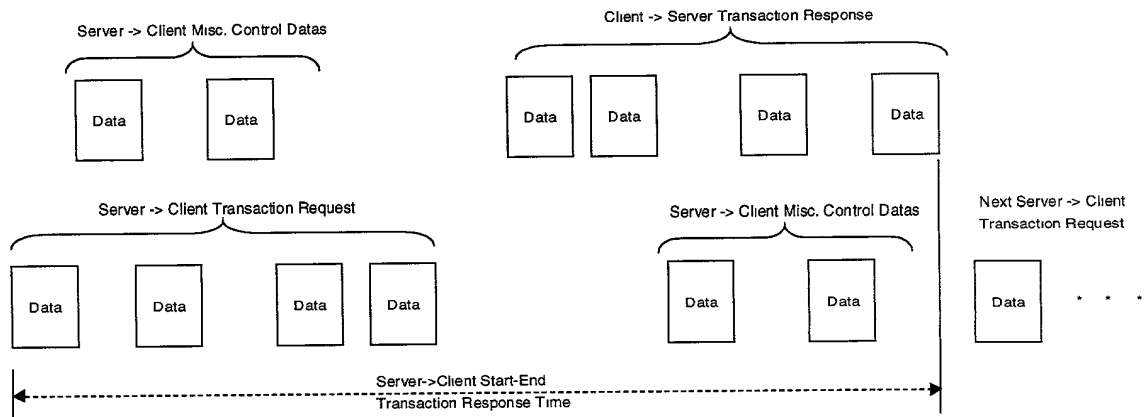 Server -> Client Misc. Control Datas
Client -> Server Transaction Response
Data
Data
Data
Data
Data
Data
Server -> Client Transaction Request
Server -> Client Misc. Control Datas
Next Server -> Client
Transaction Request
Data
Data
Data
Data
Data
Data
Data
Server->Client Start-End
Transaction Response Time